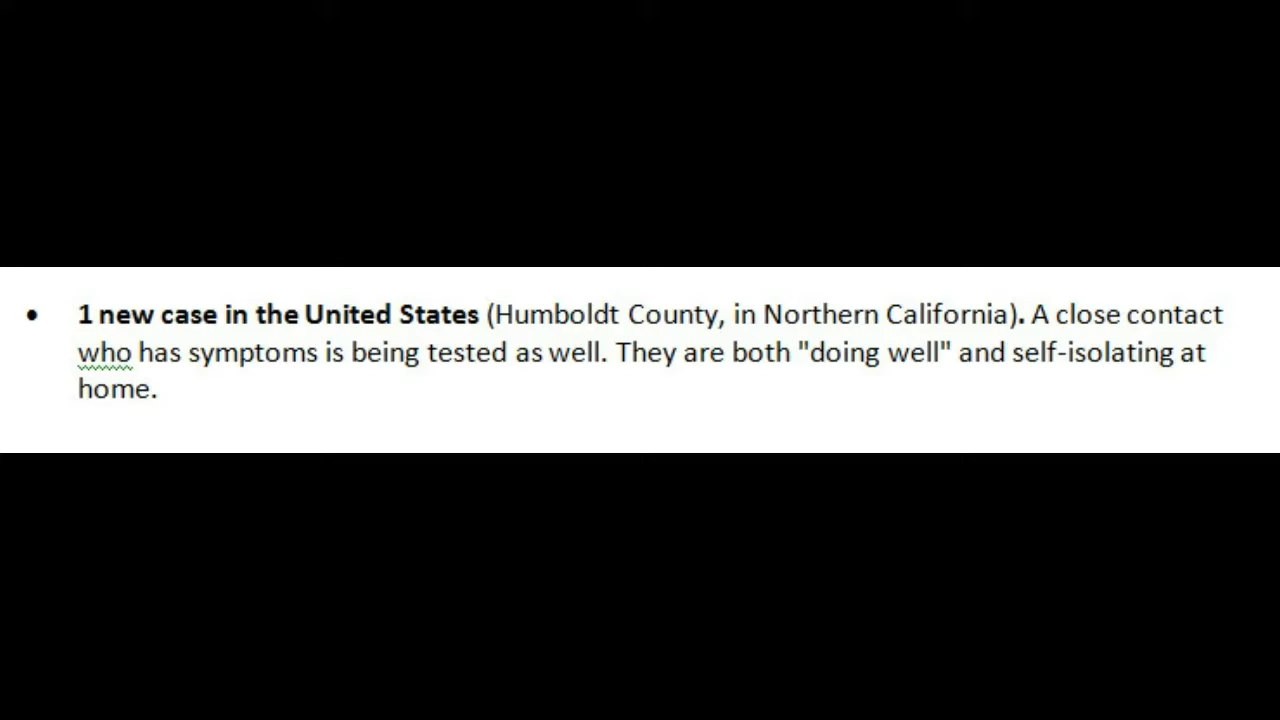 • 1 new case in the United States (Humboldt County, in Northern California). A close contact
who has symptoms is being tested as well. They are both "doing well" and self-isolating at
home.